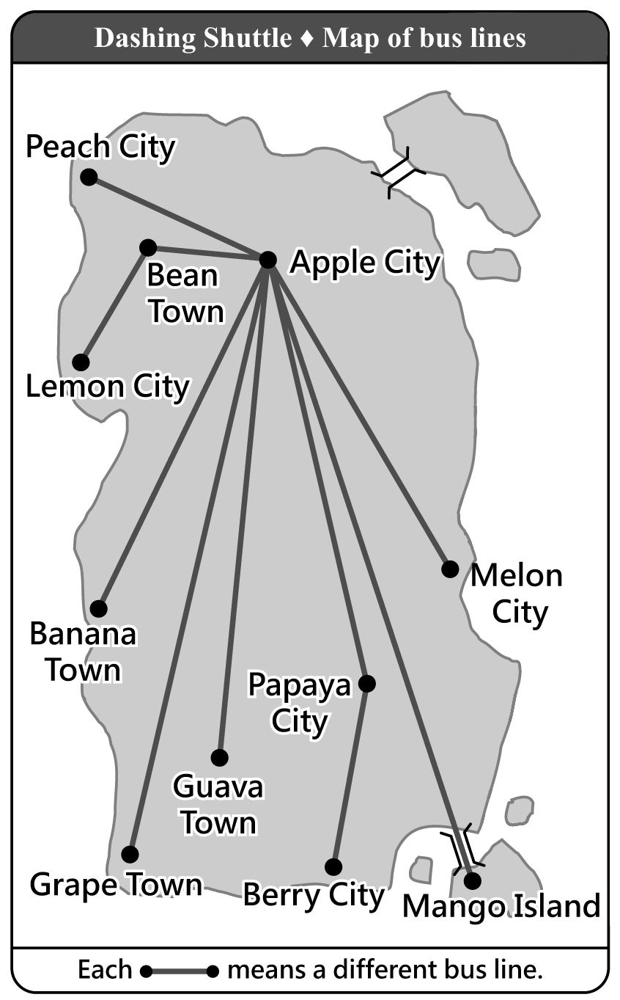 Dashing Shuttle ♦ Map of bus lines
Peach City
Apple City
Bean
Town
Lemon City
Melon
City
Banana
Town
Papaya
City
Guava
Town
Grape Town
Berry City
Mango Island
Each means a different bus line.